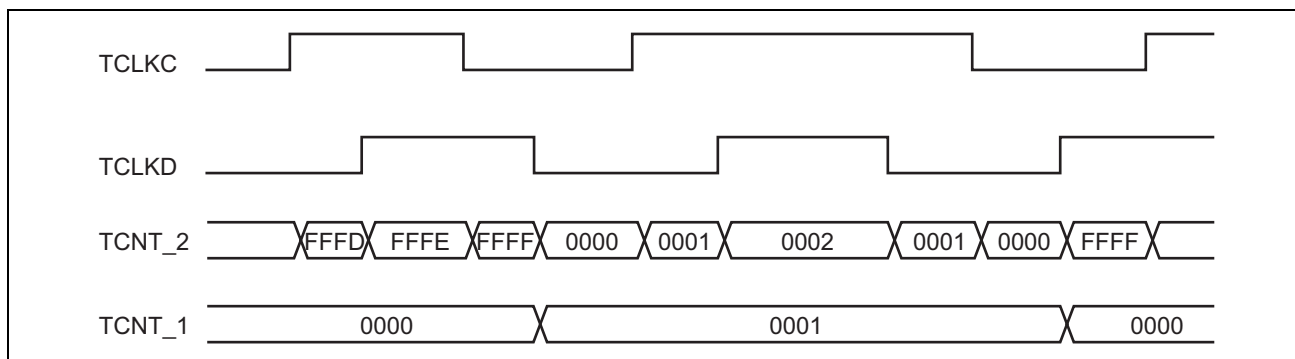 TCLKC
TCLKD
TCNT_2 FFFD FFFE FFFF 0000 0001 0002 0001 0000 FFFF
TCNT_1 0000 0001 0000